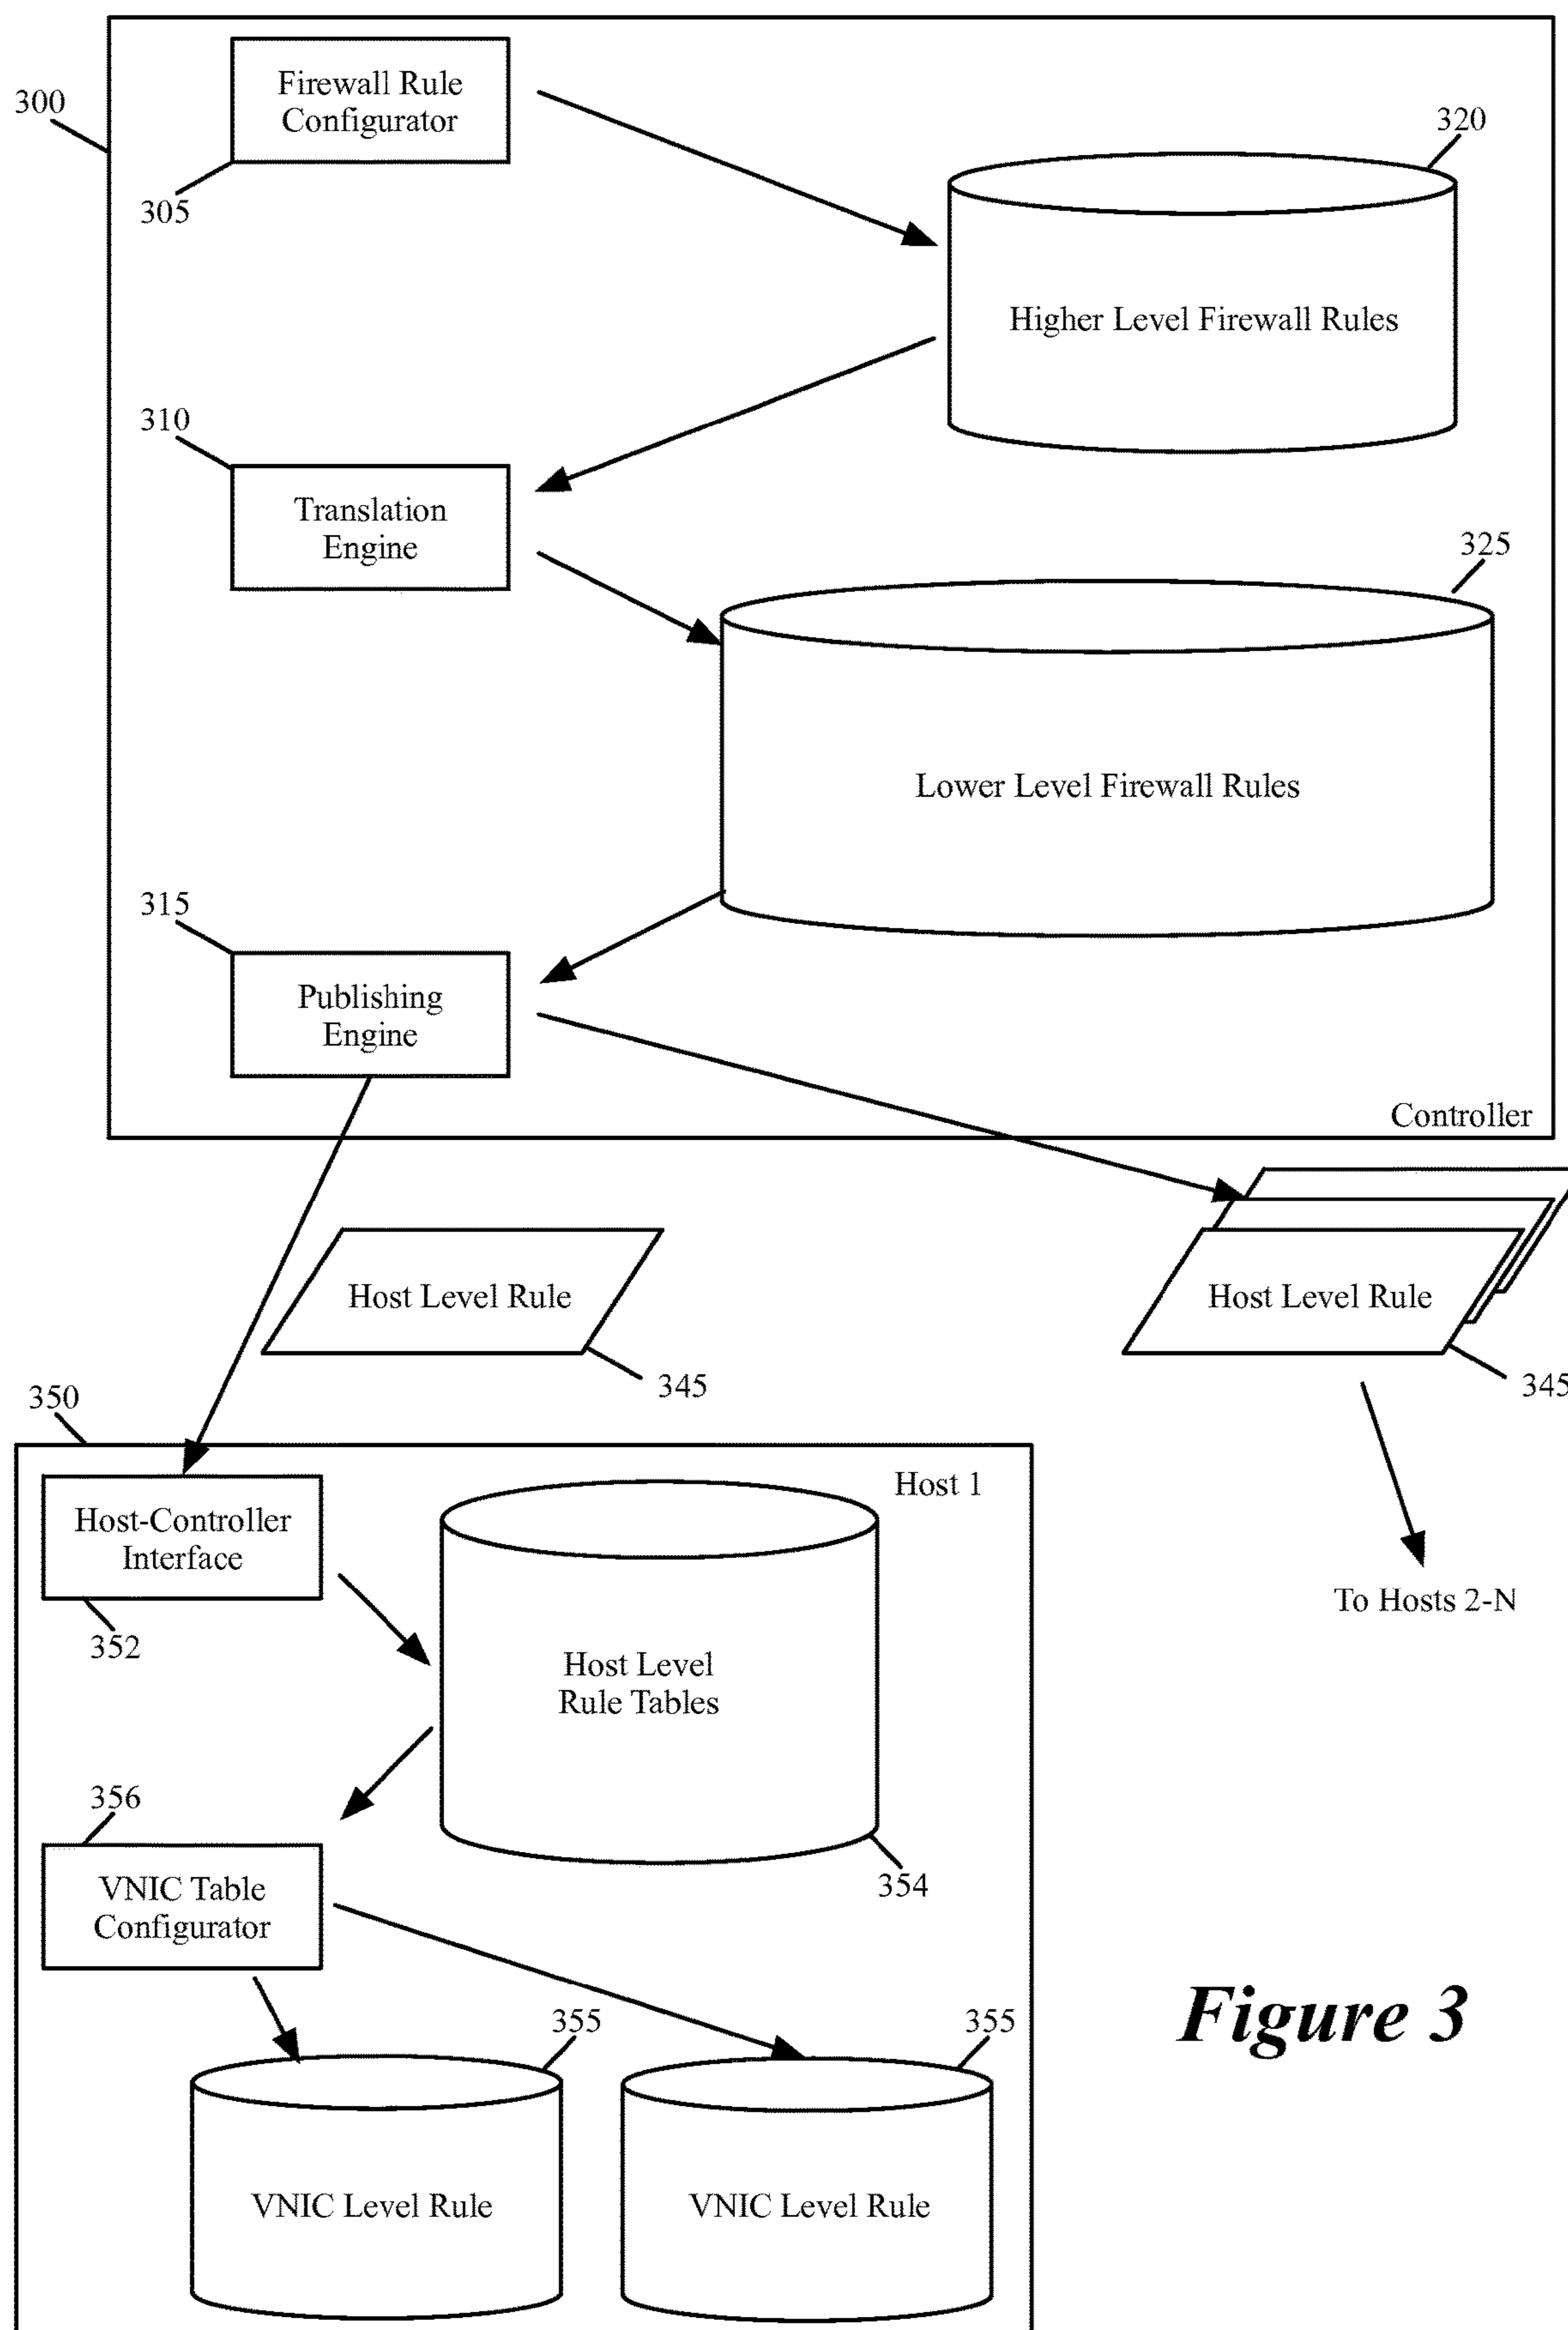 300
Firewall Rule
Configurator
305
320
Higher Level Firewall Rules
310
Translation
Engine
325
Lower Level Firewall Rules
315
Publishing
Engine
Controller
Host Level Rule
345
Host Level Rule
345
350
Host 1
Host-Controller
Interface
352
Host Level
Rule Tables
354
To Hosts 2-N
356
VNIC Table
Configurator
355
355
VNIC Level Rule
VNIC Level Rule
Figure 3